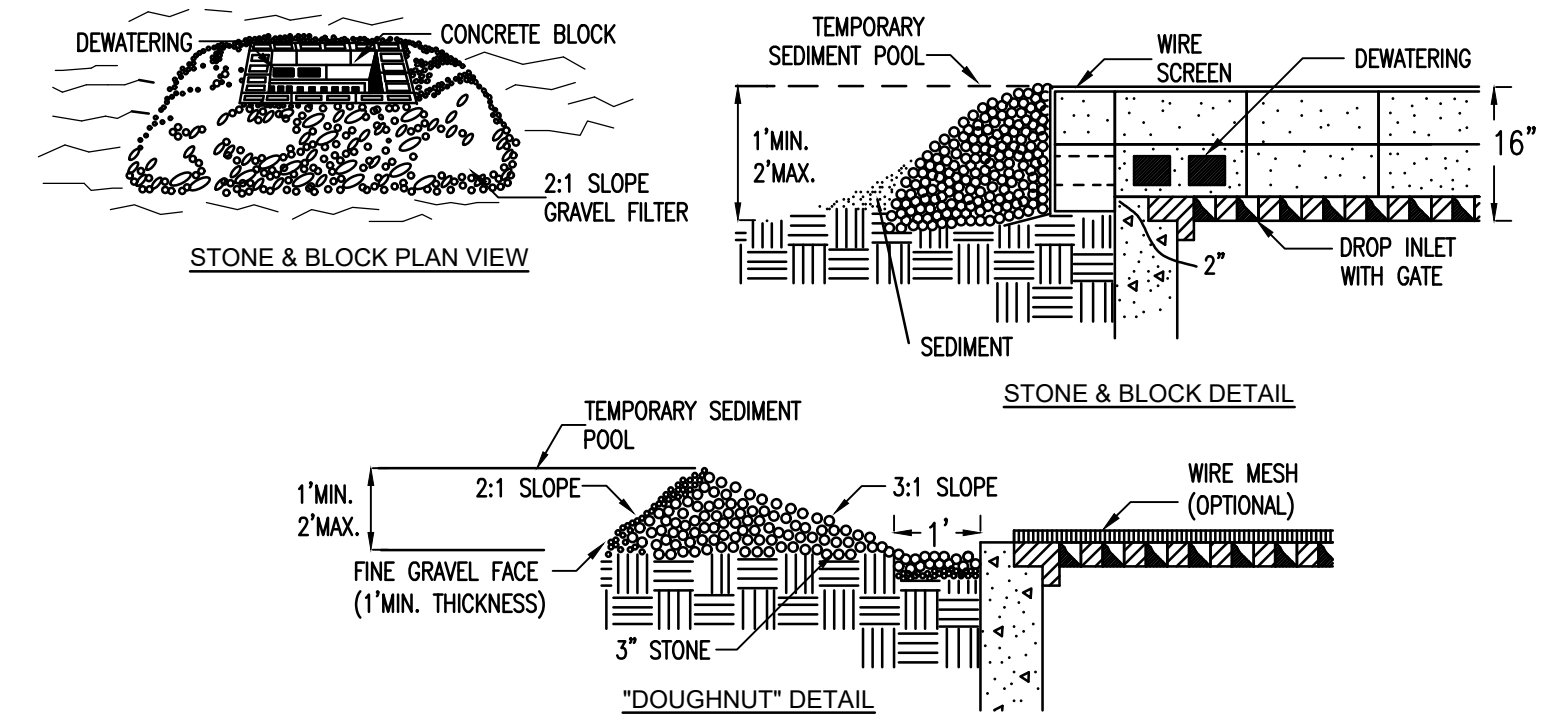 DEWATERING
CONCRETE BLOCK
2:1 SLOPE
GRAVEL FILTER
STONE & BLOCK PLAN VIEW
TEMPORARY
SEDIMENT POOL
WIRE
SCREEN
DEWATERING
1'MIN.
2'MAX.
16"
2"
DROP INLET
WITH GATE
SEDIMENT
STONE & BLOCK DETAIL
TEMPORARY SEDIMENT
POOL
1'MIN.
2'MAX.
2:1 SLOPE
3:1 SLOPE
1'
WIRE MESH
(OPTIONAL)
FINE GRAVEL FACE
(1'MIN. THICKNESS)
3" STONE
"DOUGHNUT" DETAIL